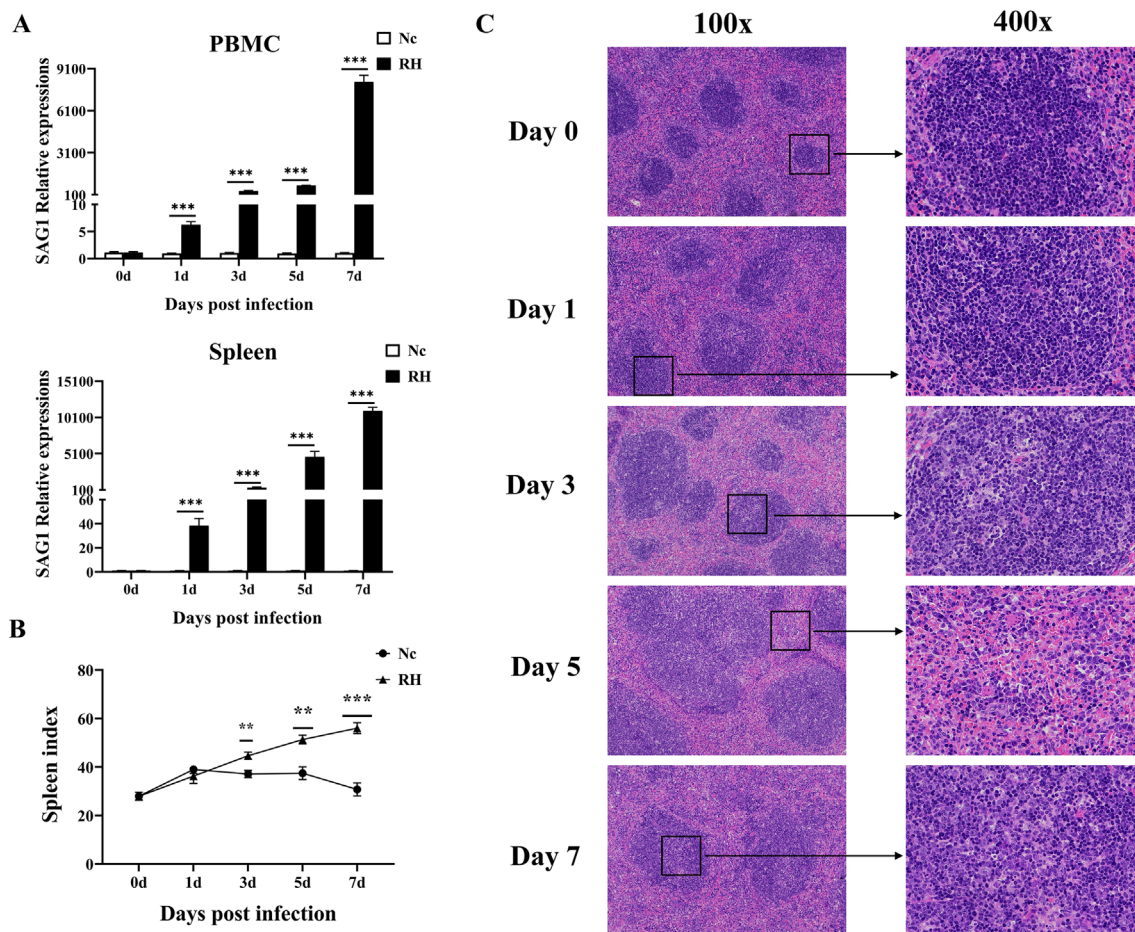 A
PBMC
Nc
RH
SAG1 Relative expressions
9100
6100
3100
100
10
5
0
***
***
***
***
0d
1d
3d
5d
7d
Days post infection
Spleen
Nc
RH
SAG1 Relative expressions
15100
10100
5100
100
60
40
20
0
***
***
***
***
0d
1d
3d
5d
7d
Days post infection
B
Nc
RH
Spleen index
80
60
40
20
0
**
**
***
0d
1d
3d
5d
7d
Days post infection
C
100x
400x
Day 0
Day 1
Day 3
Day 5
Day 7